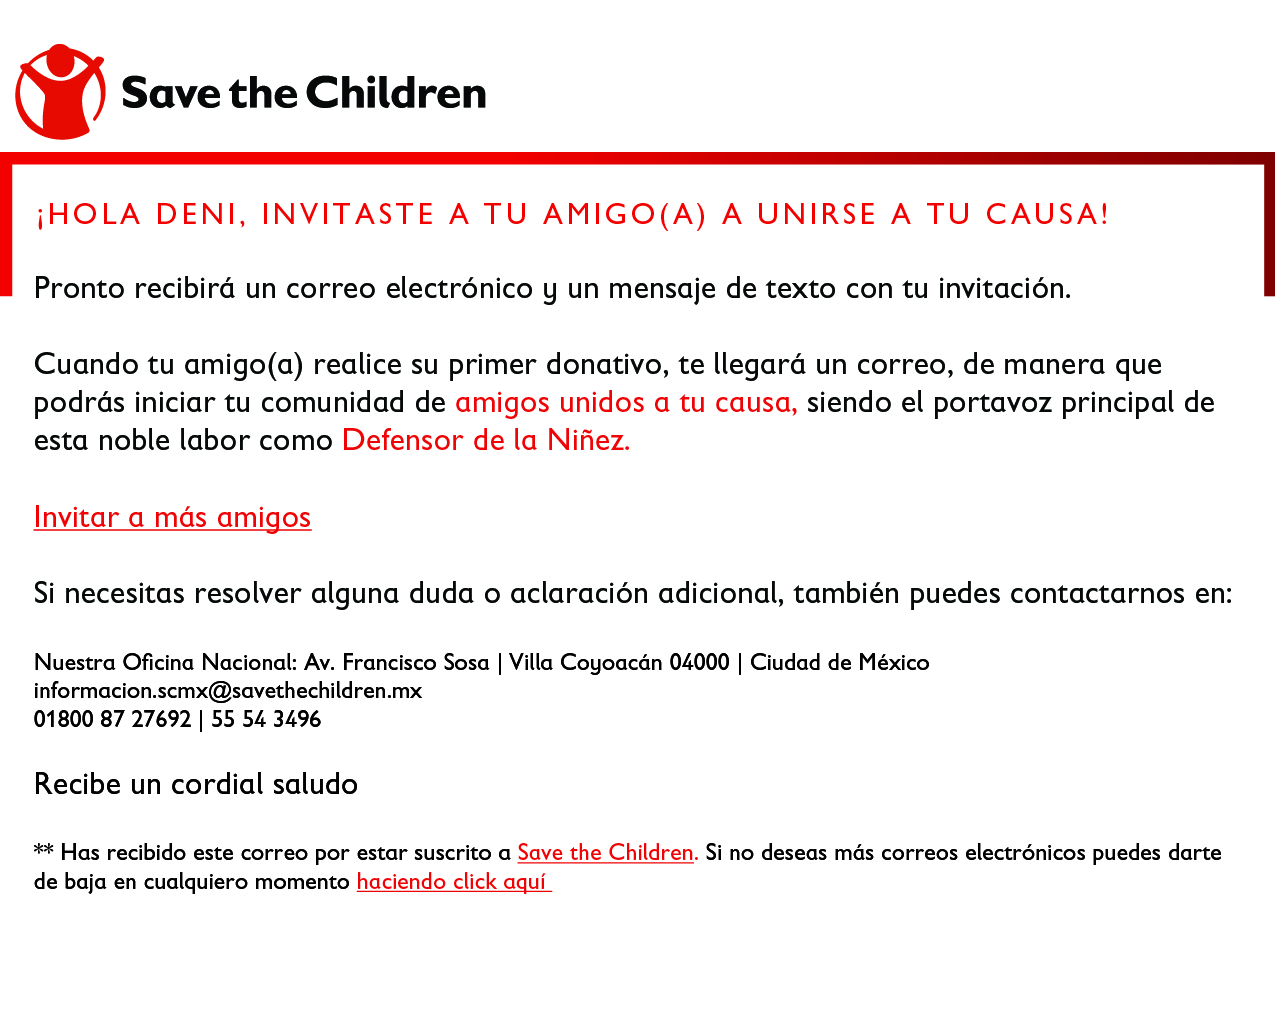 Save the Children
¡HOLA DENI, INVITASTE A TU AMIGO(A) A UNIRSE A TU CAUSA!
Pronto recibirá un correo electrónico y un mensaje de texto con tu invitación.
Cuando tu amigo(a) realice su primer donativo, te llegará un correo, de manera que
podrás iniciar tu comunidad de amigos unidos a tu causa, siendo el portavoz principal de
esta noble labor como Defensor de la Niñez.
Invitar a más amigos
Si necesitas resolver alguna duda o aclaración adicional, también puedes contactarnos en:
Nuestra Oficina Nacional: Av. Francisco Sosa | Villa Coyoacán 04000 | Ciudad de México
informacion.scmx@savethechildren.mx
01800 87 27692 | 55 54 3496
Recibe un cordial saludo
** Has recibido este correo por estar suscrito a Save the Children. Si no deseas más correos electrónicos puedes darte
de baja en cualquiero momento haciendo click aquí